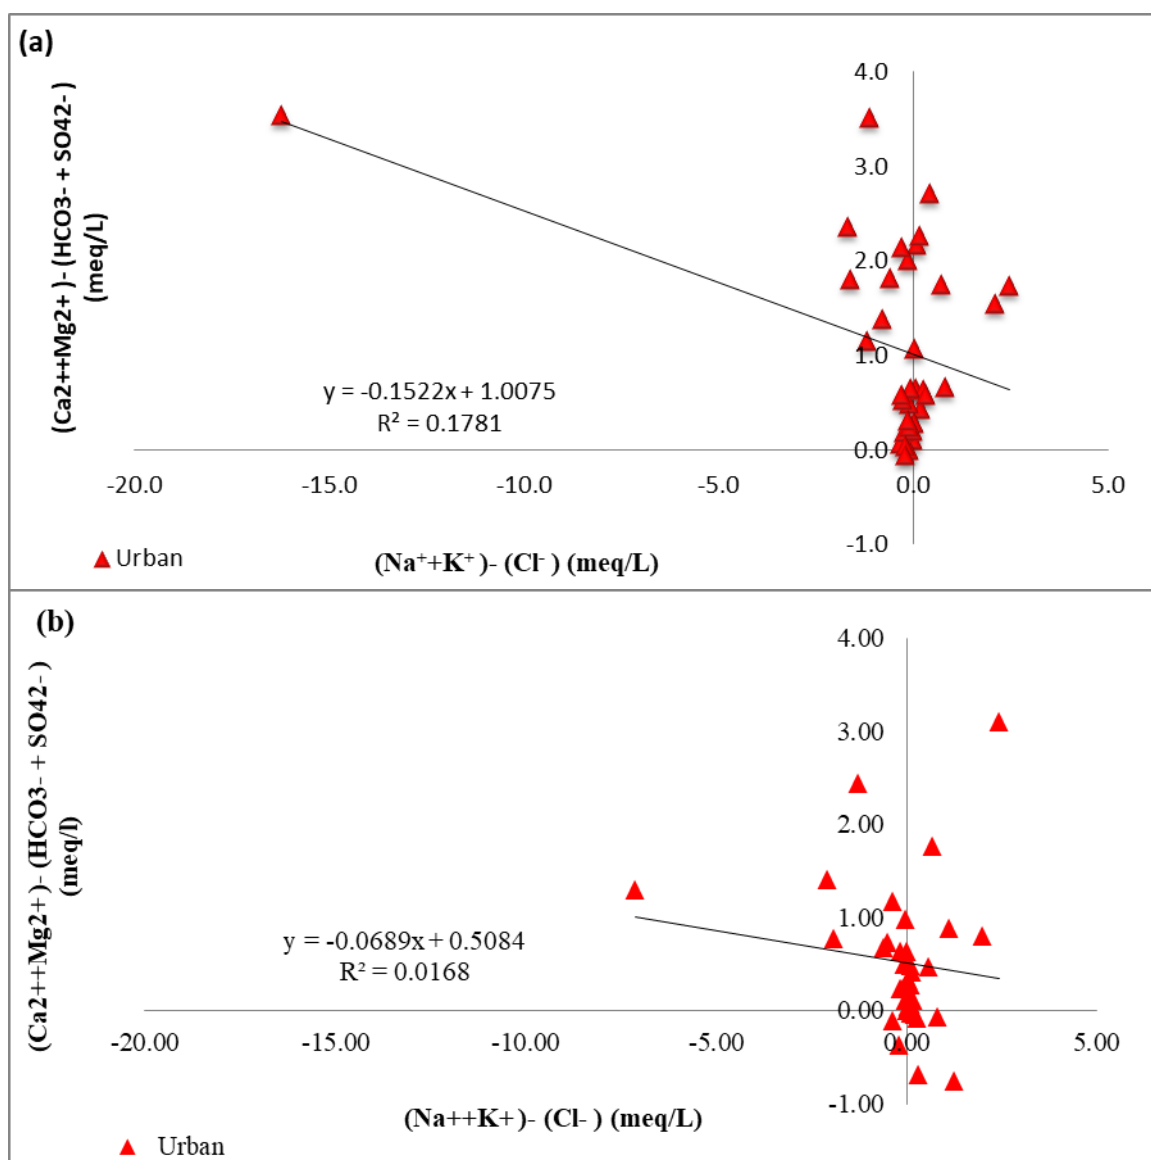 (a)
(Ca2++Mg2+)- (HCO3- + SO42-)
(meq/L)
4.0
3.0
2.0
1.0
0.0
-1.0
y = -0.1522x + 1.0075
R² = 0.1781
-20.0 -15.0 -10.0 -5.0 0.0 5.0
Urban
(Na⁺+K⁺)- (Cl⁻) (meq/L)
(b)
(Ca2++Mg2+)- (HCO3- + SO42-)
(meq/l)
4.00
3.00
2.00
1.00
0.00
-1.00
y = -0.0689x + 0.5084
R² = 0.0168
-20.00 -15.00 -10.00 -5.00 0.00 5.00
(Na++K+)- (Cl-) (meq/L)
Urban